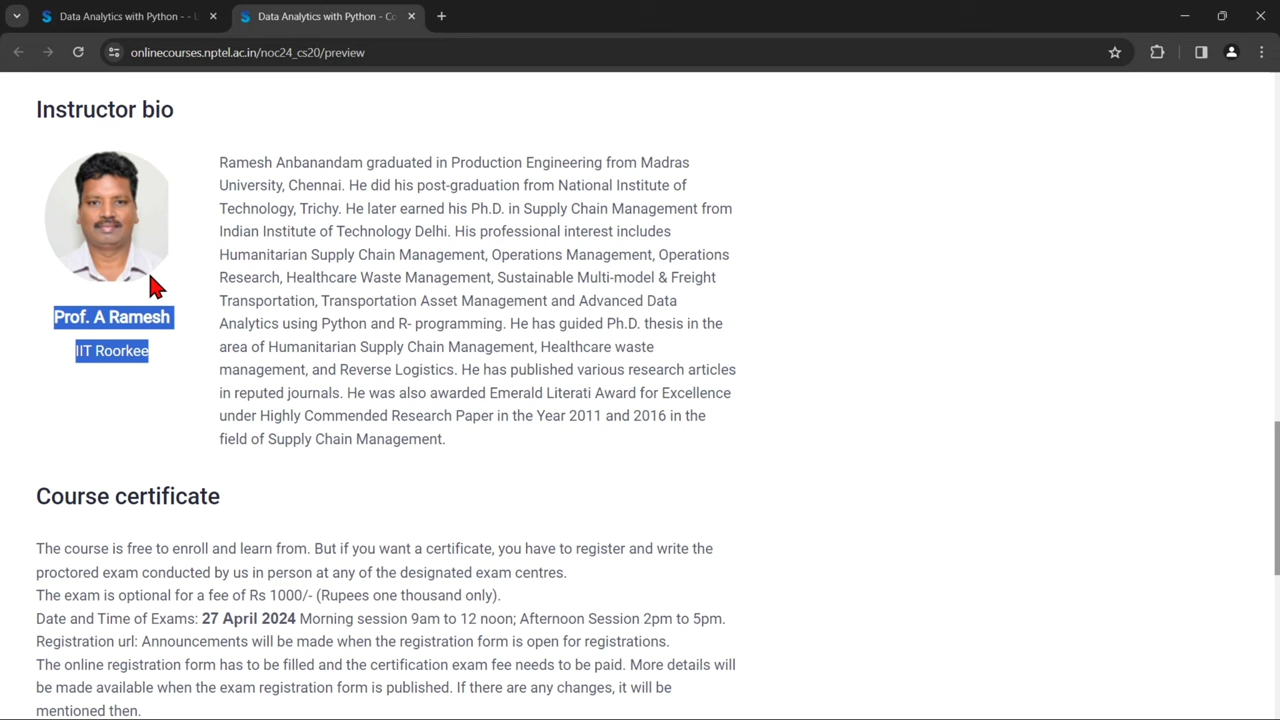 Data Analytics with Python - - L
Data Analytics with Python - Co
onlinecourses.nptel.ac.in/noc24_cs20/preview
Instructor bio
Prof. A Ramesh
IIT Roorkee
Ramesh Anbanandam graduated in Production Engineering from Madras
University, Chennai. He did his post-graduation from National Institute of
Technology, Trichy. He later earned his Ph.D. in Supply Chain Management from
Indian Institute of Technology Delhi. His professional interest includes
Humanitarian Supply Chain Management, Operations Management, Operations
Research, Healthcare Waste Management, Sustainable Multi-model & Freight
Transportation, Transportation Asset Management and Advanced Data
Analytics using Python and R- programming. He has guided Ph.D. thesis in the
area of Humanitarian Supply Chain Management, Healthcare waste
management, and Reverse Logistics. He has published various research articles
in reputed journals. He was also awarded Emerald Literati Award for Excellence
under Highly Commended Research Paper in the Year 2011 and 2016 in the
field of Supply Chain Management.
Course certificate
The course is free to enroll and learn from. But if you want a certificate, you have to register and write the
proctored exam conducted by us in person at any of the designated exam centres.
The exam is optional for a fee of Rs 1000/- (Rupees one thousand only).
Date and Time of Exams: 27 April 2024 Morning session 9am to 12 noon; Afternoon Session 2pm to 5pm.
Registration url: Announcements will be made when the registration form is open for registrations.
The online registration form has to be filled and the certification exam fee needs to be paid. More details will
be made available when the exam registration form is published. If there are any changes, it will be
mentioned then.